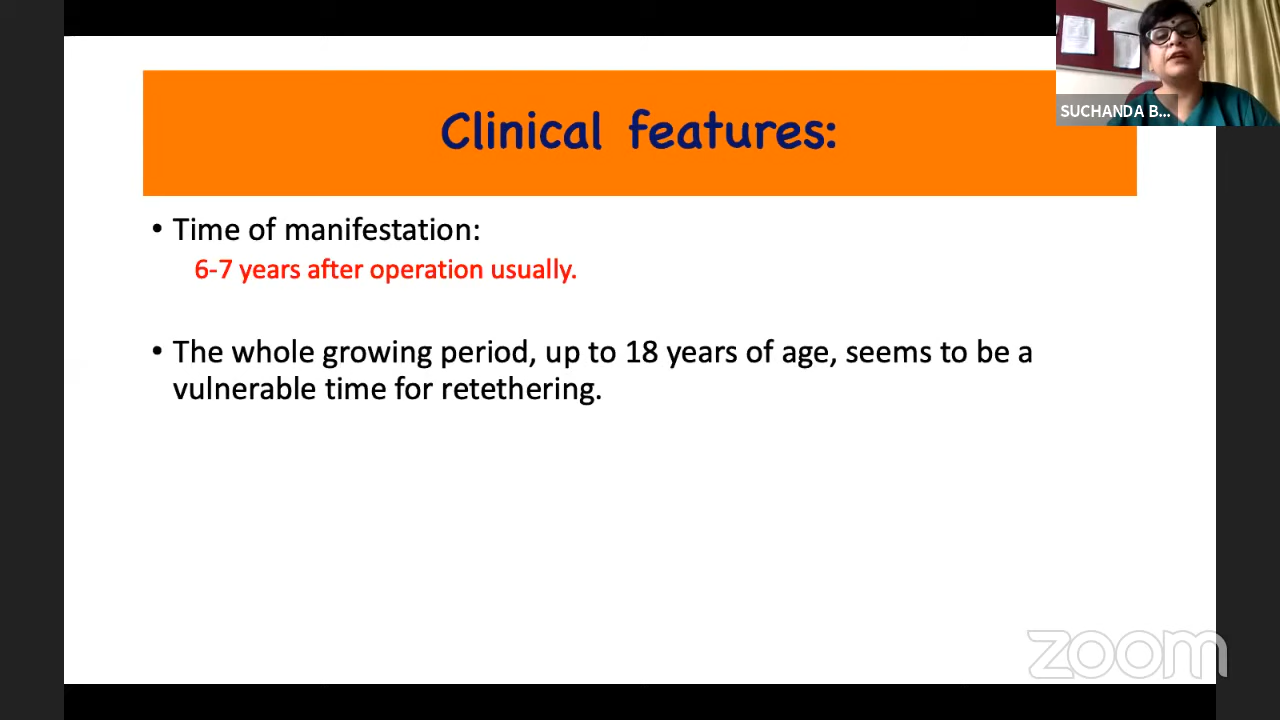 Clinical features:
SUCHANDA B...
• Time of manifestation:
6-7 years after operation usually.
• The whole growing period, up to 18 years of age, seems to be a
vulnerable time for retethering.
zoom